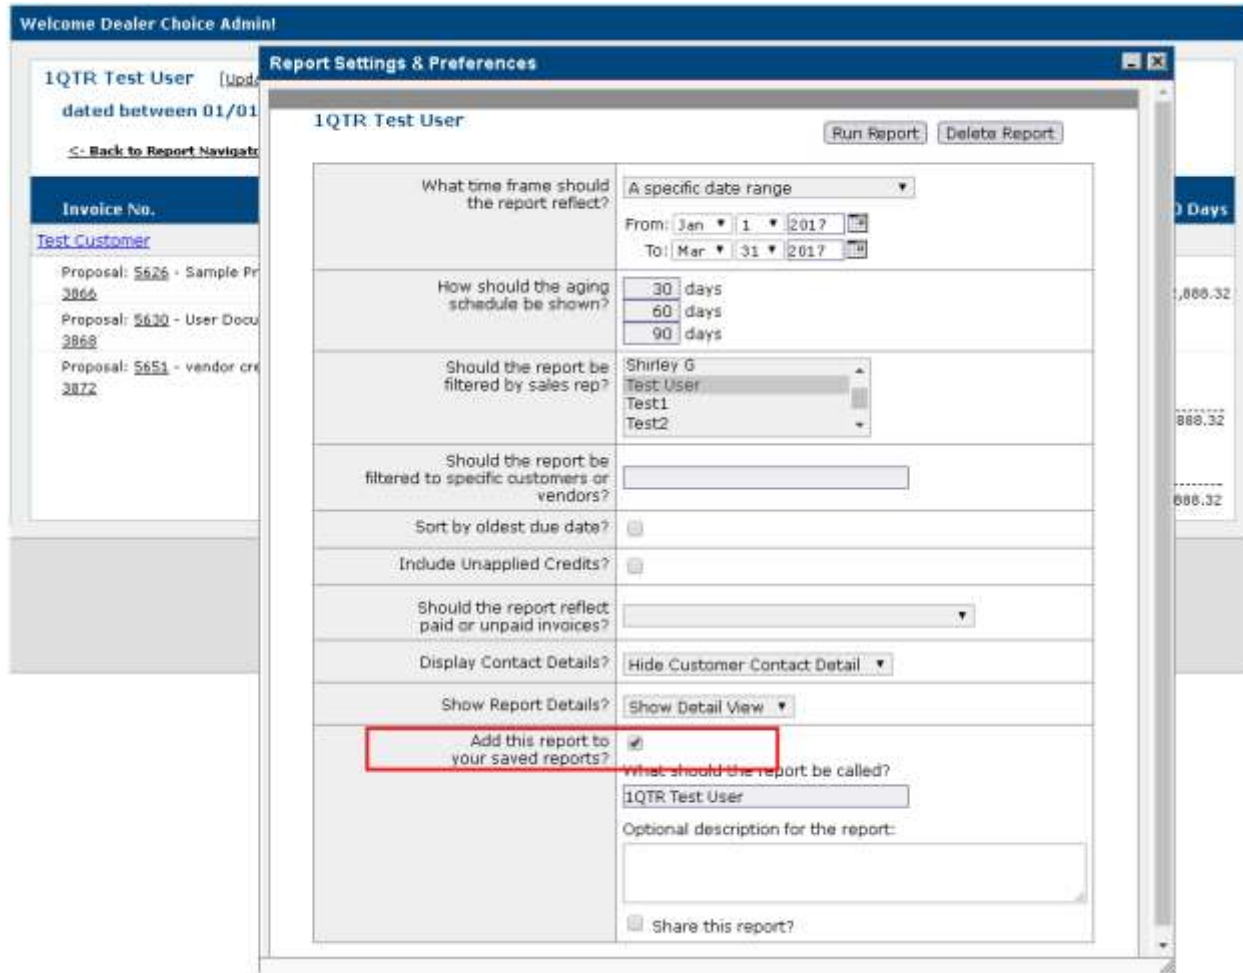 Welcome Dealer Choice Admin!
1QTR Test User [Upda
dated between 01/01
<- Back to Report Navigato
Invoice No.
0 Days
Test Customer
Proposal: 5626 - Sample Pr
3866
,888.32
Proposal: 5630 - User Docu
3868
Proposal: 5651 - vendor cre
3872
888.32
888.32
Report Settings & Preferences
1QTR Test User
Run Report Delete Report
What time frame should
the report reflect?
A specific date range
From: Jan 1 2017
To: Mar 31 2017
How should the aging
schedule be shown?
30 days
60 days
90 days
Should the report be
filtered by sales rep?
Shirley G
Test User
Test1
Test2
Should the report be
filtered to specific customers or
vendors?
Sort by oldest due date?
Include Unapplied Credits?
Should the report reflect
paid or unpaid invoices?
Display Contact Details? Hide Customer Contact Detail
Show Report Details? Show Detail View
Add this report to
your saved reports?
What should the report be called?
1QTR Test User
Optional description for the report:
Share this report?